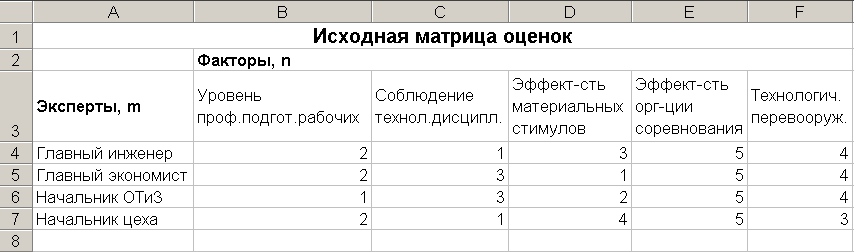 A B C D E F
1 Исходная матрица оценок
2 Факторы, n
3 Эксперты, m Уровень проф.подгот.рабочих Соблюдение технол.дисципл. Эффект-сть материальных стимулов Эффект-сть орг-ции соревнования Технологич. перевооруж.
4 Главный инженер 2 1 3 5 4
5 Главный экономист 2 3 1 5 4
6 Начальник ОТиЗ 1 3 2 5 4
7 Начальник цеха 2 1 4 5 3
8